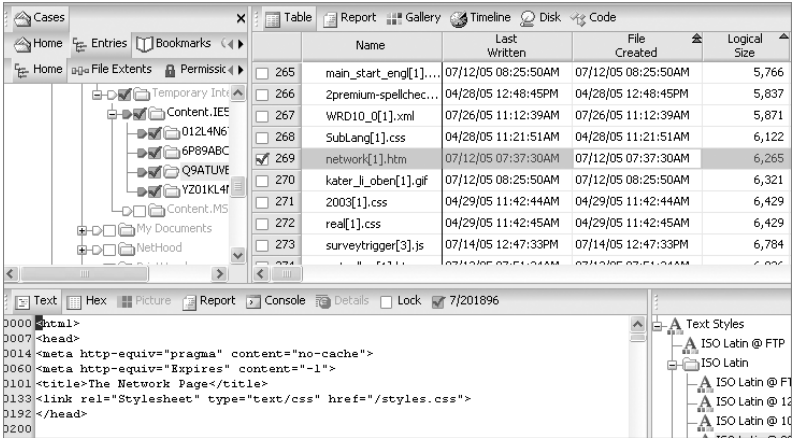 Cases
Home Entries Bookmarks
Home File Extents Permissic
Temporary Inte
Content.IE5
012L4N6
6P89ABC
Q9ATUVE
YZ01KL4
Content.MS
My Documents
NetHood
Table Report Gallery Timeline Disk Code
Name Last Written File Created Logical Size
265 main_start_engl[1].... 07/12/05 08:25:50AM 07/12/05 08:25:50AM 5,766
266 2premium-spellchec... 04/28/05 12:48:45PM 04/28/05 12:48:45PM 5,837
267 WRD10_0[1].xml 07/26/05 11:12:39AM 07/26/05 11:12:39AM 5,871
268 SubLang[1].css 04/28/05 11:21:51AM 04/28/05 11:21:51AM 6,122
269 network[1].htm 07/12/05 07:37:30AM 07/12/05 07:37:30AM 6,265
270 kater_li_oben[1].gif 07/12/05 08:25:50AM 07/12/05 08:25:50AM 6,321
271 2003[1].css 04/29/05 11:42:44AM 04/29/05 11:42:44AM 6,429
272 real[1].css 04/29/05 11:42:45AM 04/29/05 11:42:45AM 6,429
273 surveytrigger[3].js 07/14/05 12:47:33PM 07/14/05 12:47:33PM 6,784
Text Hex Picture Report Console Details Lock 7/201896
0000 <html>
0007 <head>
0014 <meta http-equiv="pragma" content="no-cache">
0060 <meta http-equiv="Expires" content="-1">
0101 <title>The Network Page</title>
0133 <link rel="Stylesheet" type="text/css" href="/styles.css">
0192 </head>
0200
Text Styles
ISO Latin @ FTP
ISO Latin
ISO Latin @ FT
ISO Latin @ 12
ISO Latin @ 10